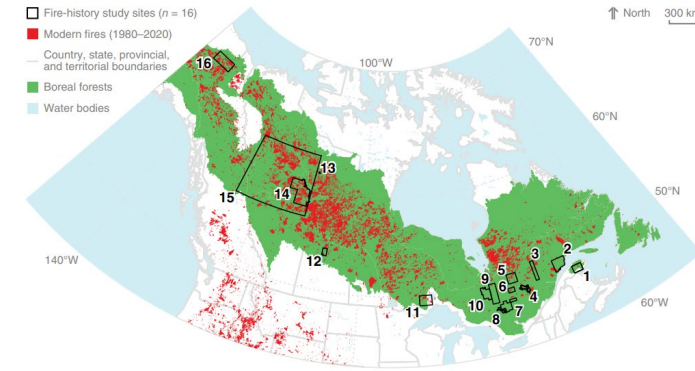 Fire-history study sites (n = 16)
Modern fires (1980–2020)
Country, state, provincial,
and territorial boundaries
Boreal forests
Water bodies
North
300 km
70°N
100°W
60°N
50°N
140°W
60°W
16
13
14
15
12
11
9
10
5
6
8
7
4
3
2
1